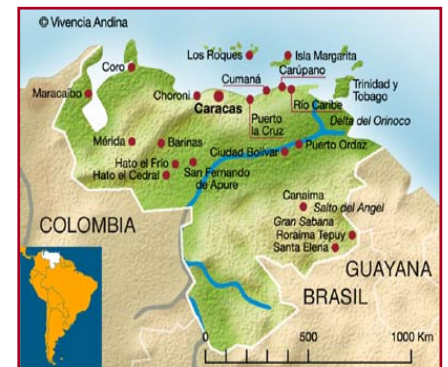 © Vivencia Andina
Los Roques
Isla Margarita
Coro
Cumaná
Carúpano
Trinidad y
Tobago
Maracaibo
Choroni
Caracas
Río Caribe
Puerto
la Cruz
Delta del Orinoco
Mérida
Barinas
Ciudad Bolívar
Puerto Ordaz
Hato el Frío
Hato el Cedral
San Fernando
de Apure
Canaima
Salto del Angel
Gran Sabana
COLOMBIA
Roraima Tepuy
Santa Elena
GUAYANA
BRASIL
0
500
1000 Km